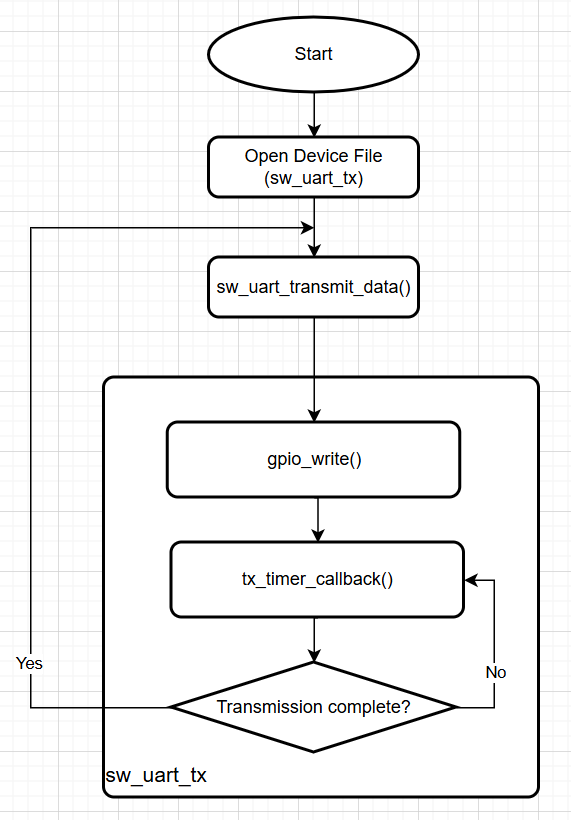 Start
Open Device File
(sw_uart_tx)
sw_uart_transmit_data()
gpio_write()
tx_timer_callback()
Yes
No
Transmission complete?
sw_uart_tx